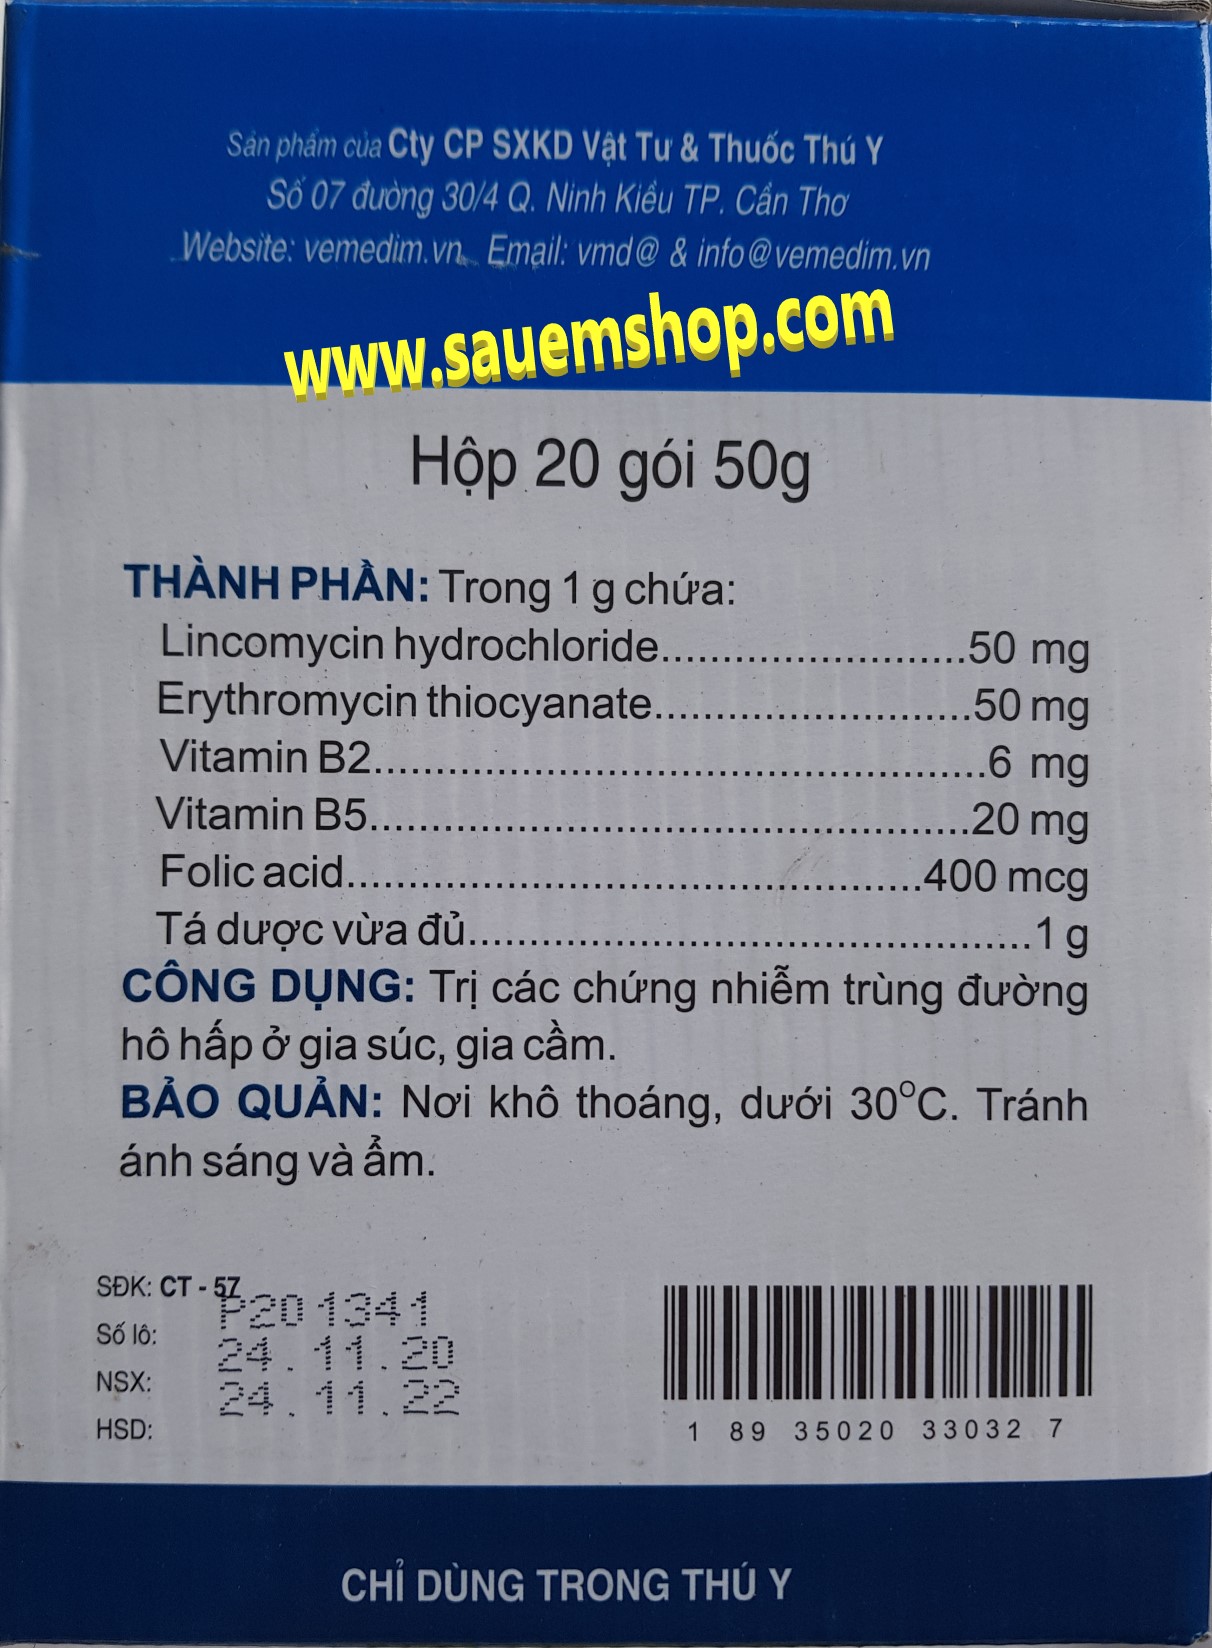 Sản phẩm của Cty CP SXKD Vật Tư & Thuốc Thú Y
Số 07 đường 30/4 Q. Ninh Kiều TP. Cần Thơ
Website: vemedim.vn Email: vmd@ & info@vemedim.vn
www.sauemshop.com
Hộp 20 gói 50g
THÀNH PHẦN: Trong 1 g chứa:
Lincomycin hydrochloride.........................50 mg
Erythromycin thiocyanate..........................50 mg
Vitamin B2..................................................6 mg
Vitamin B5.................................................20 mg
Folic acid...............................................400 mcg
Tá dược vừa đủ..............................................1 g
CÔNG DỤNG: Trị các chứng nhiễm trùng đường
hô hấp ở gia súc, gia cầm.
BẢO QUẢN: Nơi khô thoáng, dưới 30°C. Tránh
ánh sáng và ẩm.
SĐK: CT - 57
Số lô: P201341
NSX: 24.11.20
HSD: 24.11.22
1 89 35020 33032 7
CHỈ DÙNG TRONG THÚ Y